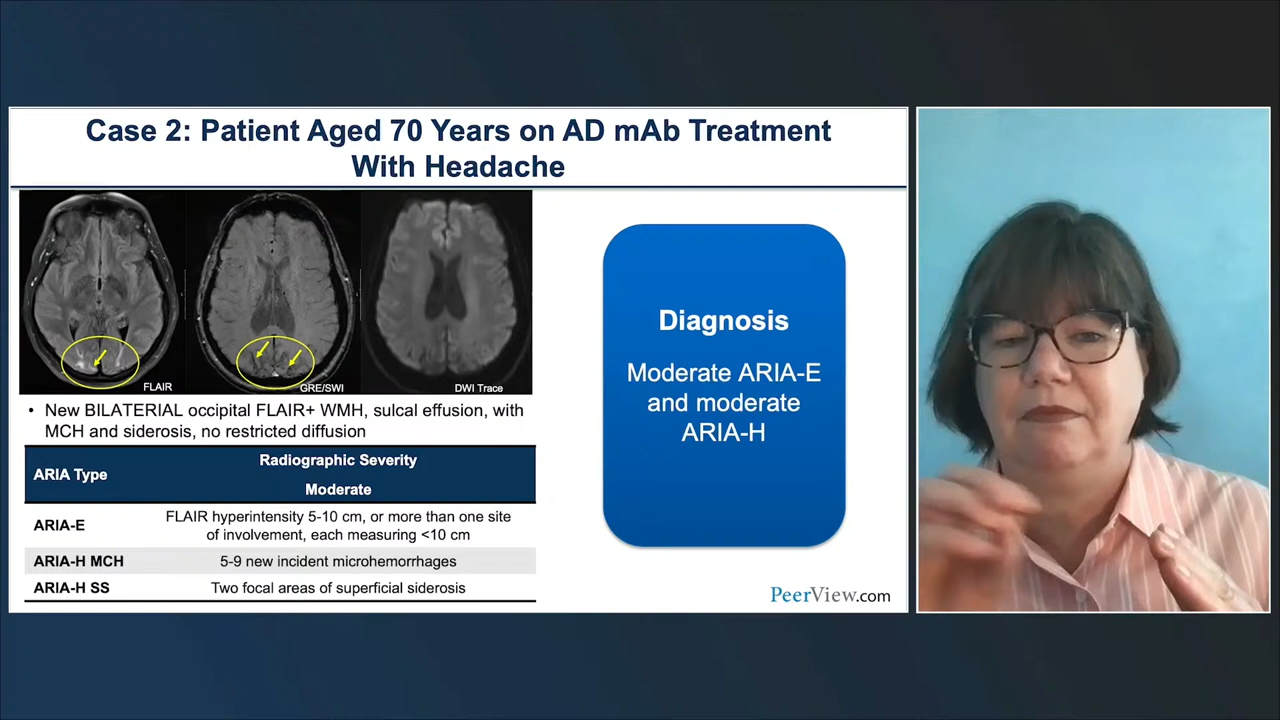 Case 2: Patient Aged 70 Years on AD mAb Treatment
With Headache
FLAIR
GRE/SWI
DWI Trace
• New BILATERIAL occipital FLAIR+ WMH, sulcal effusion, with
MCH and siderosis, no restricted diffusion
ARIA Type
Radiographic Severity
Moderate
ARIA-E
FLAIR hyperintensity 5-10 cm, or more than one site
of involvement, each measuring <10 cm
ARIA-H MCH
5-9 new incident microhemorrhages
ARIA-H SS
Two focal areas of superficial siderosis
Diagnosis
Moderate ARIA-E
and moderate
ARIA-H
PeerView.com